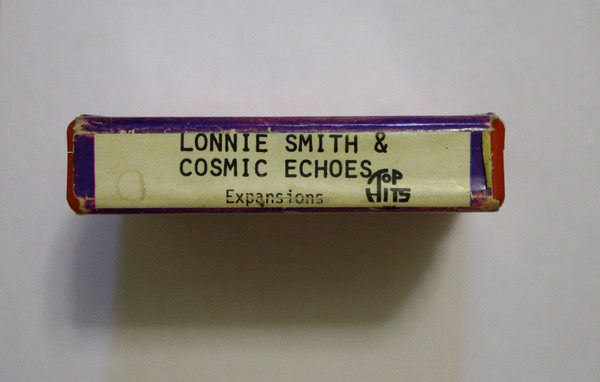 LONNIE SMITH &
COSMIC ECHOES
Expansions
TOP
HITS